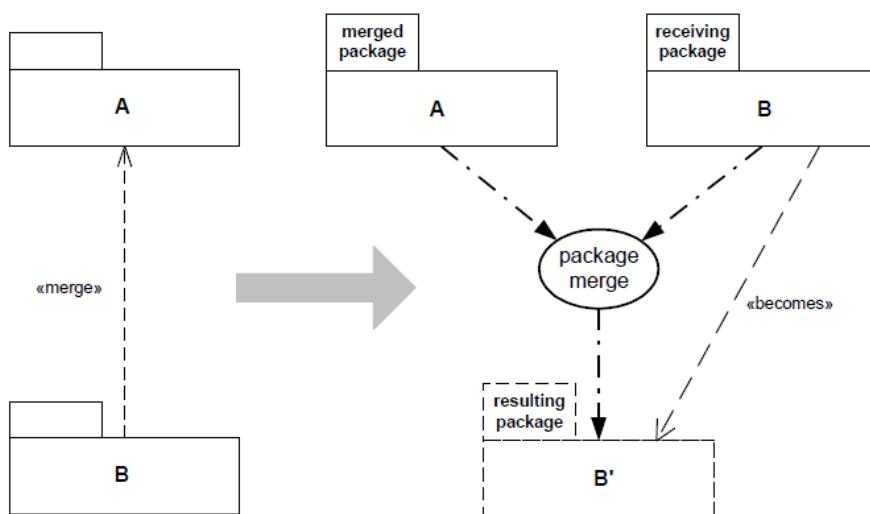 A
«merge»
B
merged
package
A
receiving
package
B
package
merge
«becomes»
resulting
package
B'